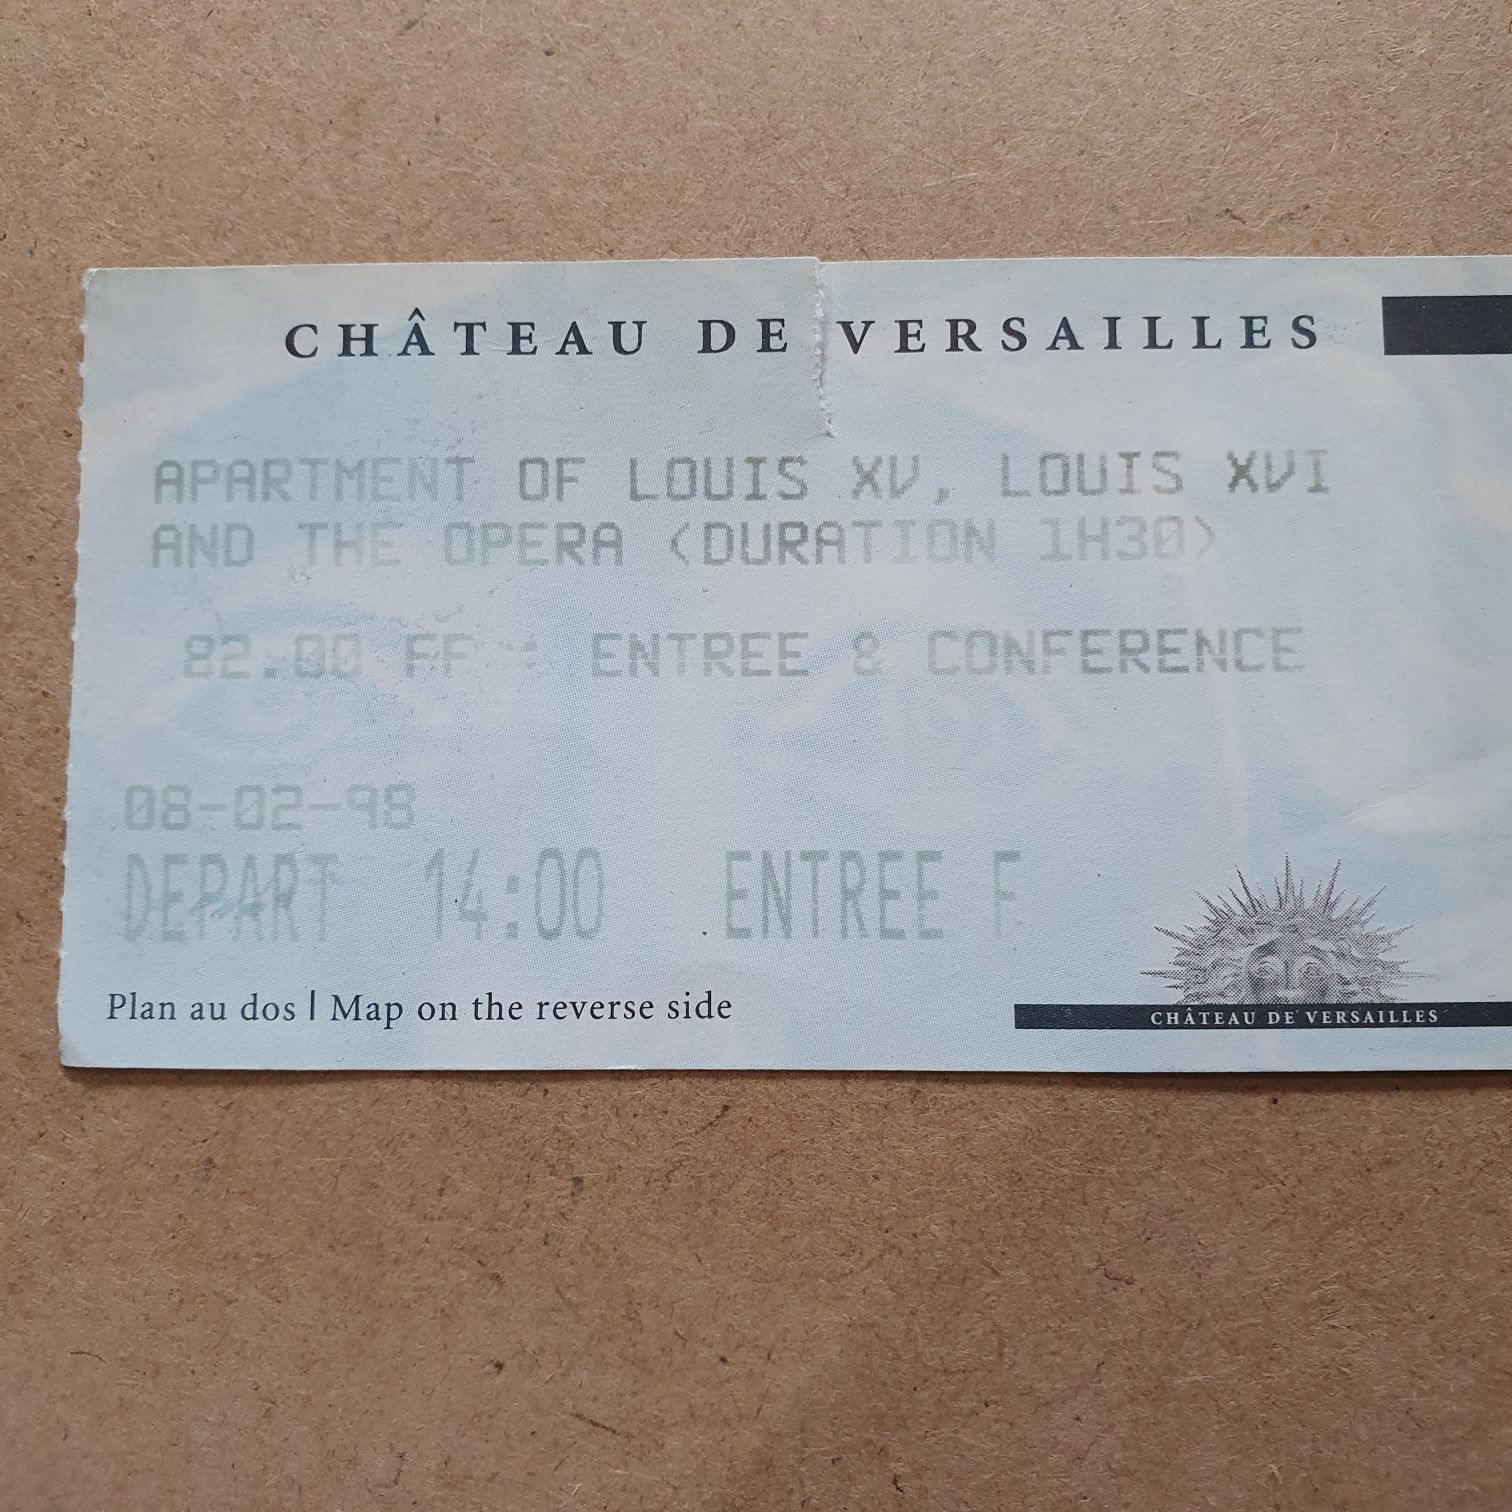 CHÂTEAU DE VERSAILLES
APARTMENT OF LOUIS XV, LOUIS XVI
AND THE OPERA (DURATION 1H30)
82.00 FF : ENTREE & CONFERENCE
08-02-98
DEPART 14:00 ENTREE F
Plan au dos | Map on the reverse side
CHÂTEAU DE VERSAILLES